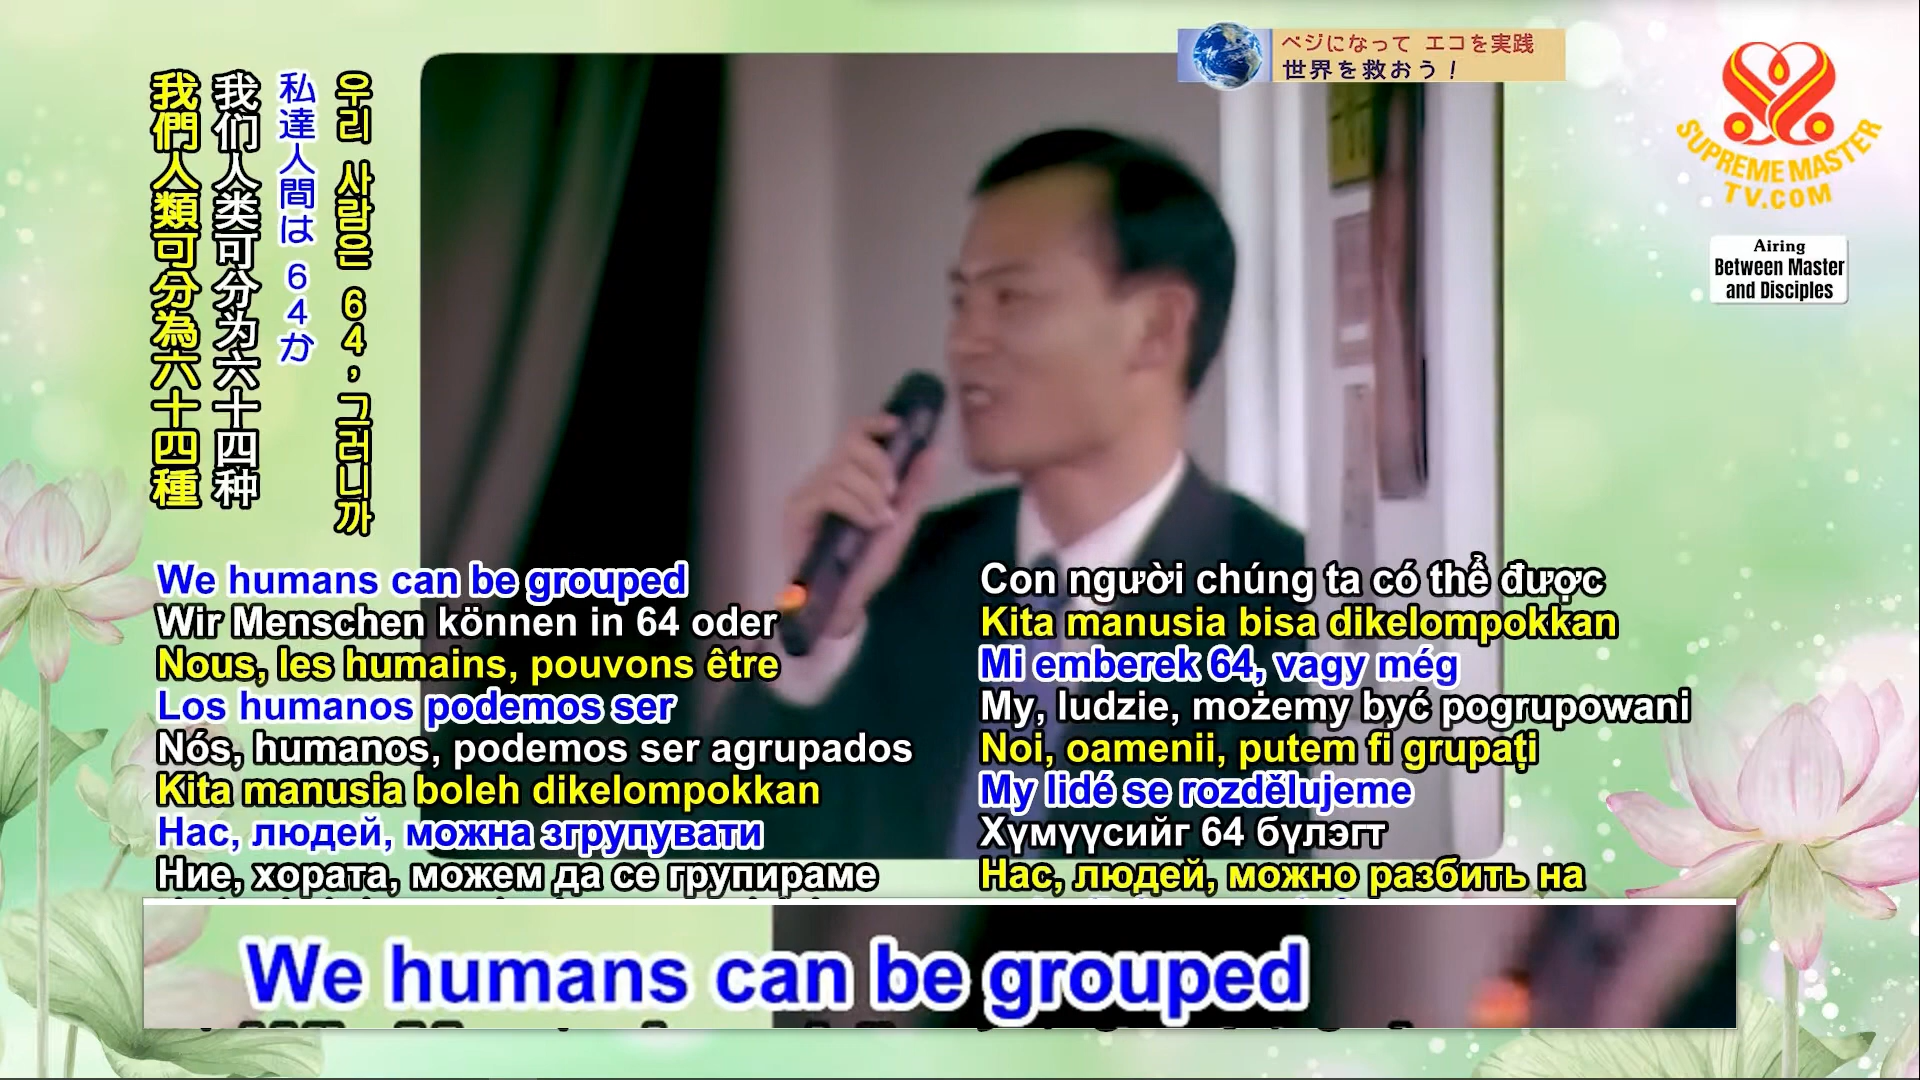 ベジになって エコを実践
世界を救おう！
SUPREME MASTER
TV.COM
Airing
Between Master
and Disciples
우리 사람은 64, 그러니까
私達人間は 64か
我们人类可分为六十四种
我們人類可分為六十四種
We humans can be grouped
Wir Menschen können in 64 oder
Nous, les humains, pouvons être
Los humanos podemos ser
Nós, humanos, podemos ser agrupados
Kita manusia boleh dikelompokkan
Нас, людей, можна згрупувати
Ние, хората, можем да се групираме
Con người chúng ta có thể được
Kita manusia bisa dikelompokkan
Mi emberek 64, vagy még
My, ludzie, możemy być pogrupowani
Noi, oamenii, putem fi grupați
My lidé se rozdělujeme
Хүмүүсийг 64 бүлэгт
Нас, людей, можно разбить на
We humans can be grouped